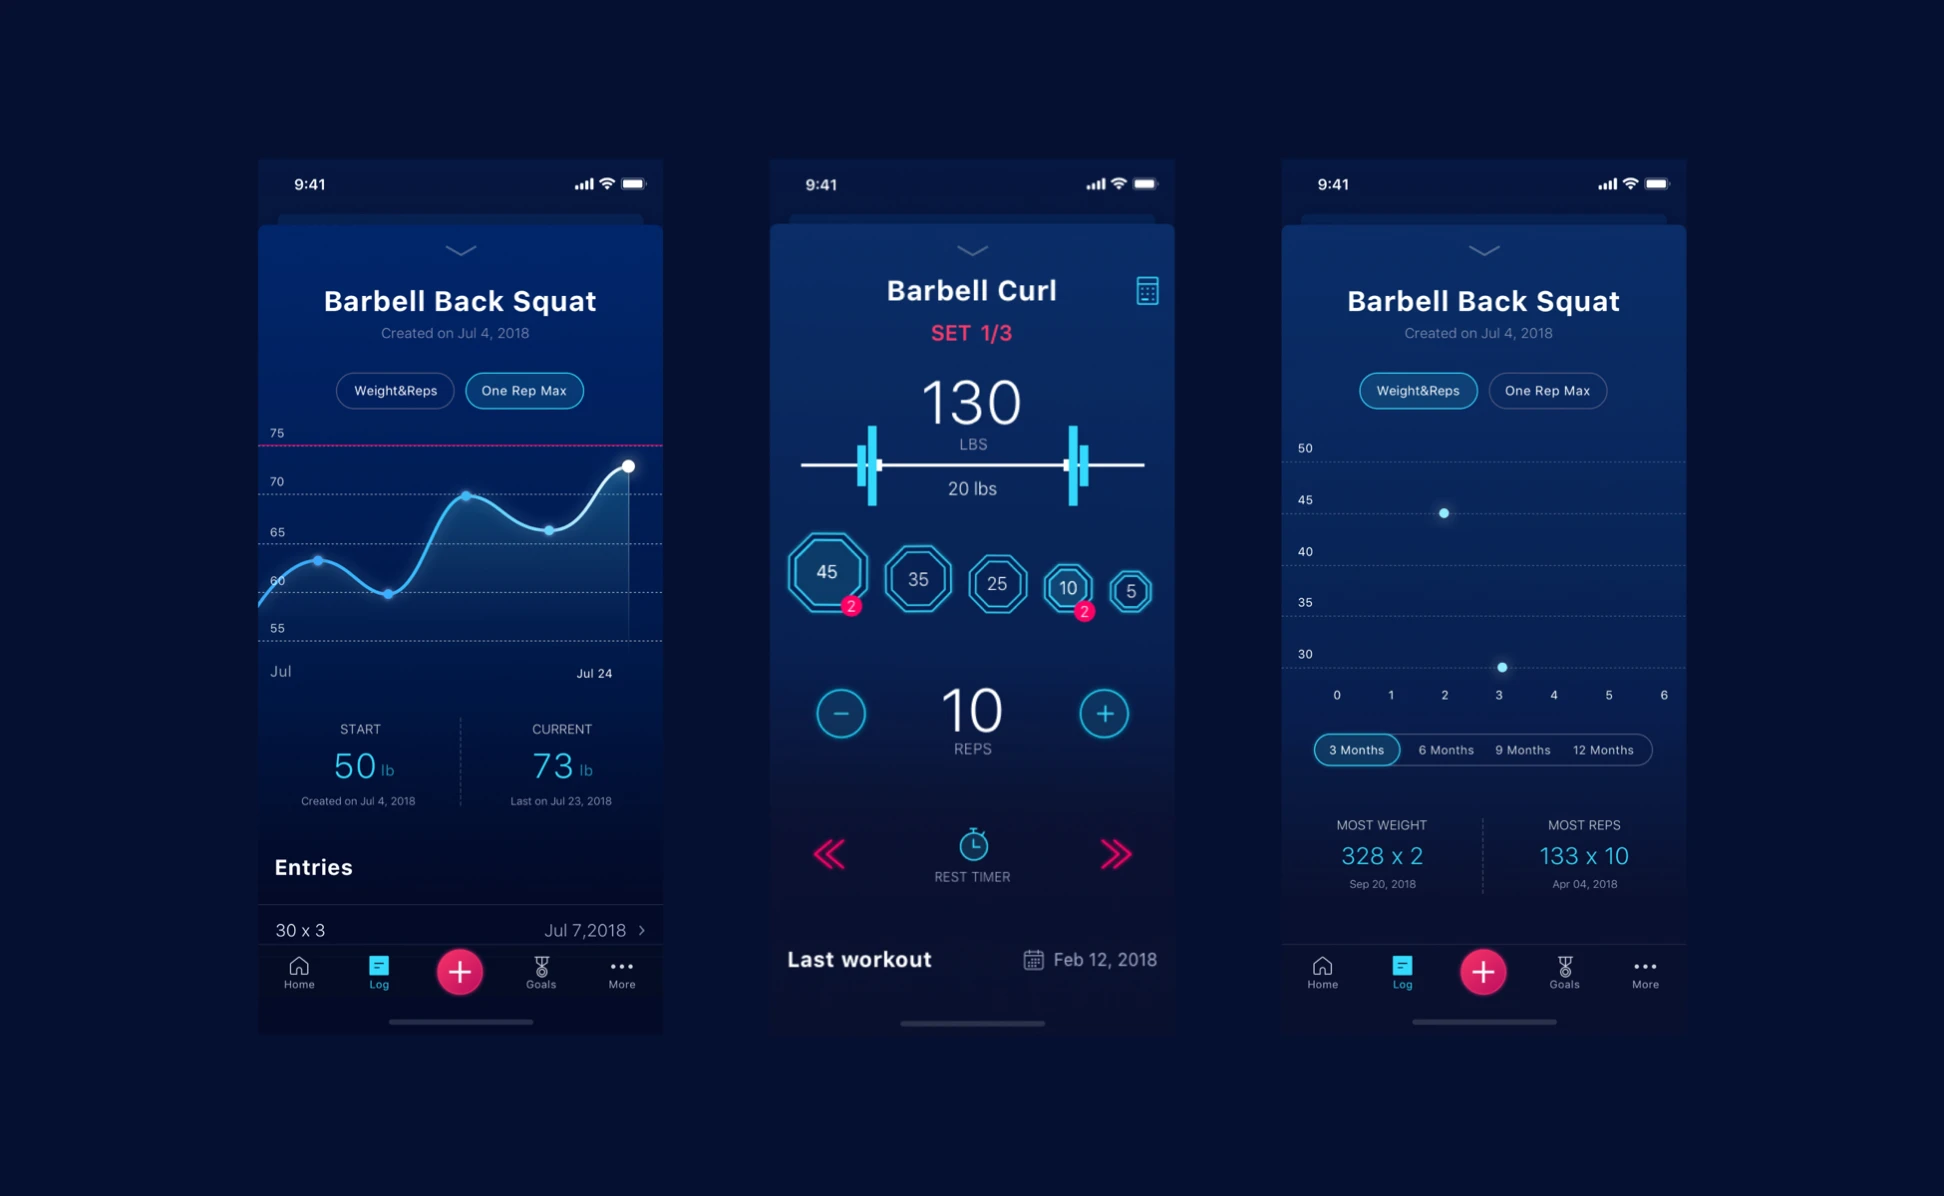 9:41
Barbell Back Squat
Created on Jul 4, 2018
Weight&Reps One Rep Max
75
70
65
60
55
Jul Jul 24
START CURRENT
50 lb 73 lb
Created on Jul 4, 2018 Last on Jul 23, 2018
Entries
30 x 3 Jul 7,2018
Home Log Goals More
9:41
Barbell Curl
SET 1/3
130
LBS
20 lbs
45 35 25 10 5
2 2
10
REPS
REST TIMER
Last workout Feb 12, 2018
9:41
Barbell Back Squat
Created on Jul 4, 2018
Weight&Reps One Rep Max
50
45
40
35
30
0 1 2 3 4 5 6
3 Months 6 Months 9 Months 12 Months
MOST WEIGHT MOST REPS
328 x 2 133 x 10
Sep 20, 2018 Apr 04, 2018
Home Log Goals More